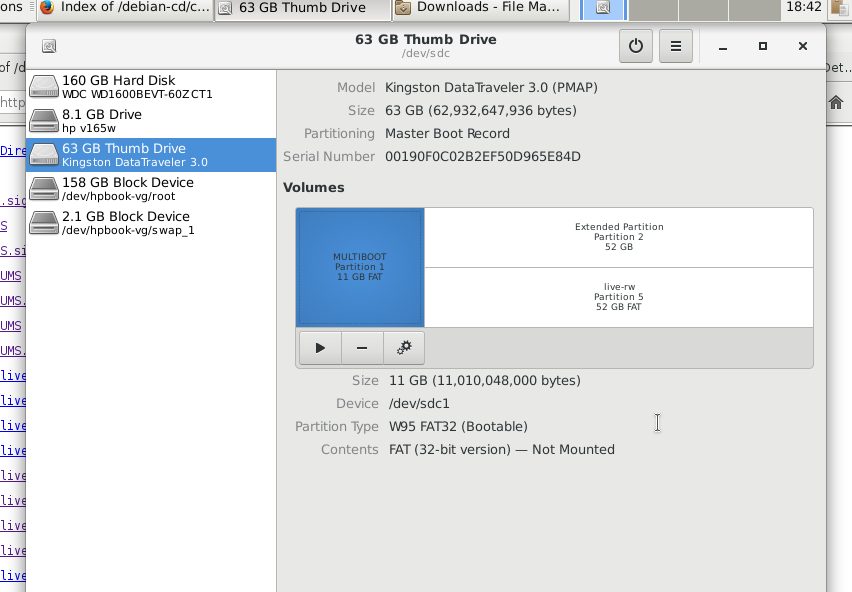 ons
Index of /debian-cd/c...
63 GB Thumb Drive
Downloads - File Ma...
18:42
63 GB Thumb Drive
/dev/sdc
of /d
Det..
http
Dire
.sig
S
S.si
UMS
UMS.
UMS
UMS.
live
live
live
live
live
live
live
live
live
160 GB Hard Disk
WDC WD1600BEVT-60ZCT1
8.1 GB Drive
hp v165w
63 GB Thumb Drive
Kingston DataTraveler 3.0
158 GB Block Device
/dev/hpbook-vg/root
2.1 GB Block Device
/dev/hpbook-vg/swap_1
Model Kingston DataTraveler 3.0 (PMAP)
Size 63 GB (62,932,647,936 bytes)
Partitioning Master Boot Record
Serial Number 00190F0C02B2EF50D965E84D
Volumes
MULTIBOOT
Partition 1
11 GB FAT
Extended Partition
Partition 2
52 GB
live-rw
Partition 5
52 GB FAT
Size 11 GB (11,010,048,000 bytes)
Device /dev/sdc1
Partition Type W95 FAT32 (Bootable)
Contents FAT (32-bit version) — Not Mounted